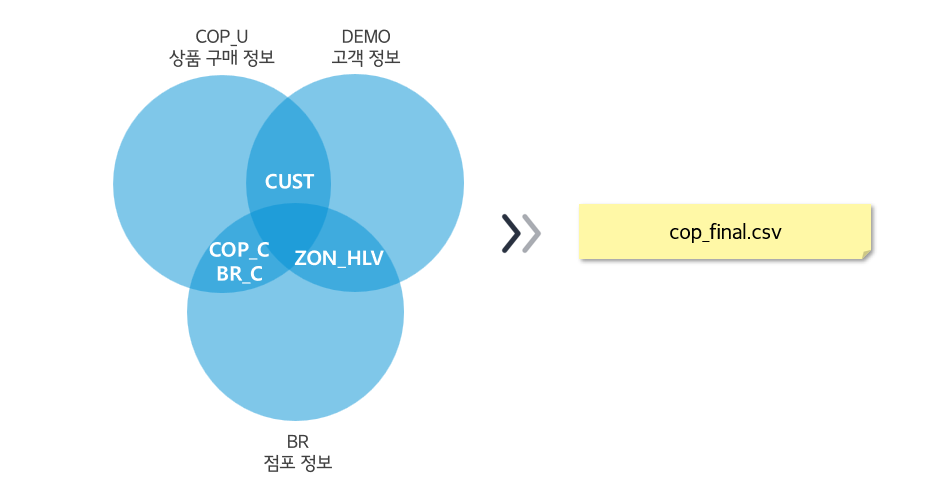 COP_U
상품 구매 정보
DEMO
고객 정보
CUST
COP_C
BR_C
ZON_HLV
BR
점포 정보
cop_final.csv